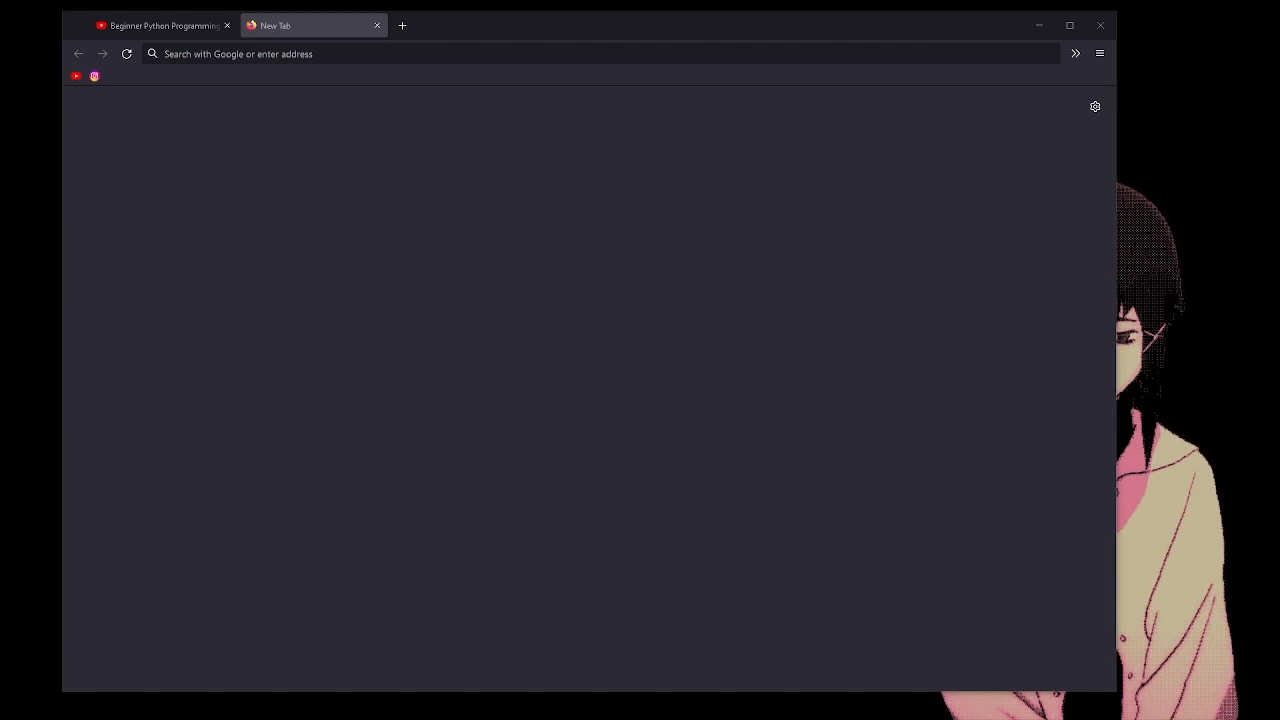 Beginner Python Programming
New Tab
Search with Google or enter address